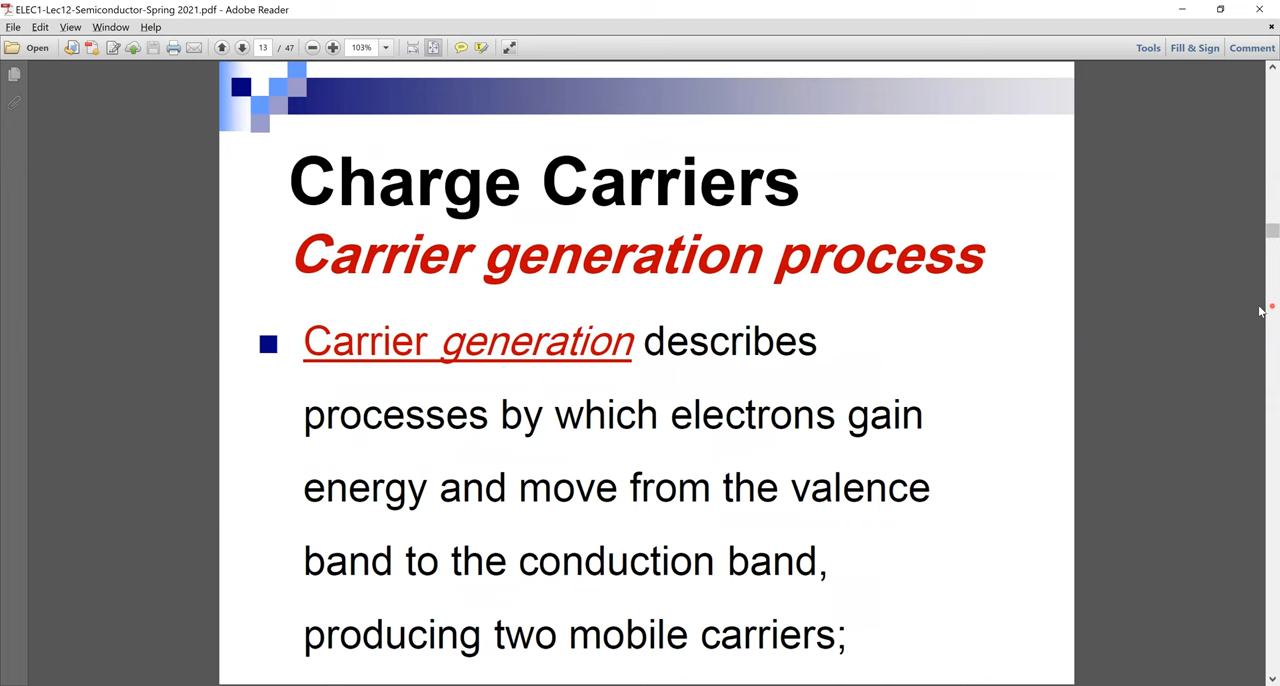 ELEC1-Lec12-Semiconductor-Spring 2021.pdf - Adobe Reader
File Edit View Window Help
Open 13 / 47 103% Tools Fill & Sign Comment
Charge Carriers
Carrier generation process
Carrier generation describes
processes by which electrons gain
energy and move from the valence
band to the conduction band,
producing two mobile carriers;